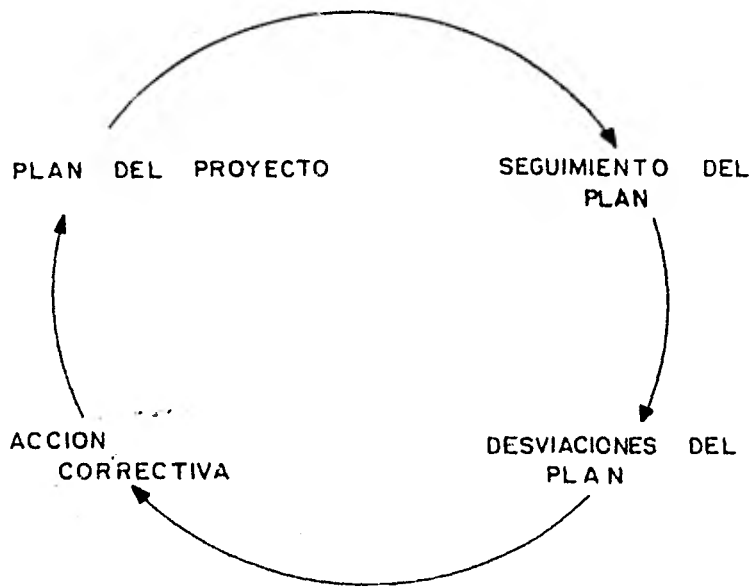 PLAN DEL PROYECTO
SEGUIMIENTO DEL
PLAN
DESVIACIONES DEL
PLAN
ACCION
CORRECTIVA